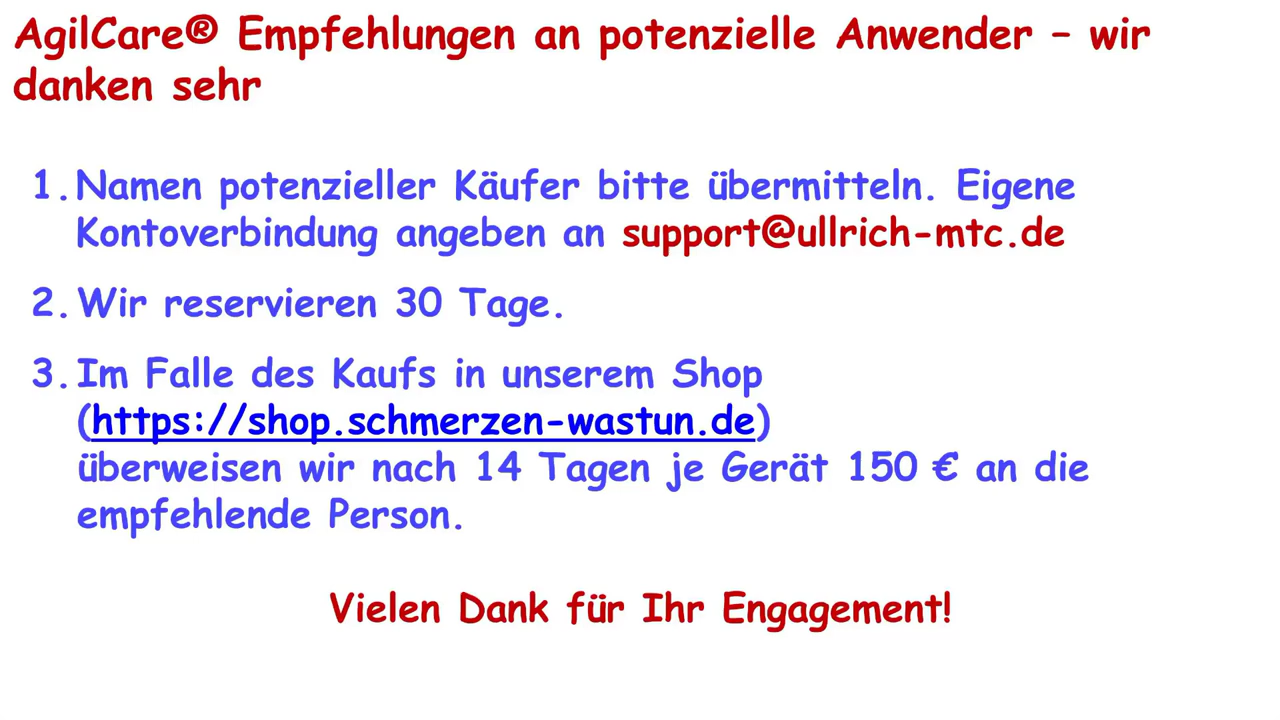 AgilCare® Empfehlungen an potenzielle Anwender – wir
danken sehr
1. Namen potenzieller Käufer bitte übermitteln. Eigene
Kontoverbindung angeben an support@ullrich-mtc.de
2. Wir reservieren 30 Tage.
3. Im Falle des Kaufs in unserem Shop
(https://shop.schmerzen-wastun.de)
überweisen wir nach 14 Tagen je Gerät 150 € an die
empfehlende Person.
Vielen Dank für Ihr Engagement!